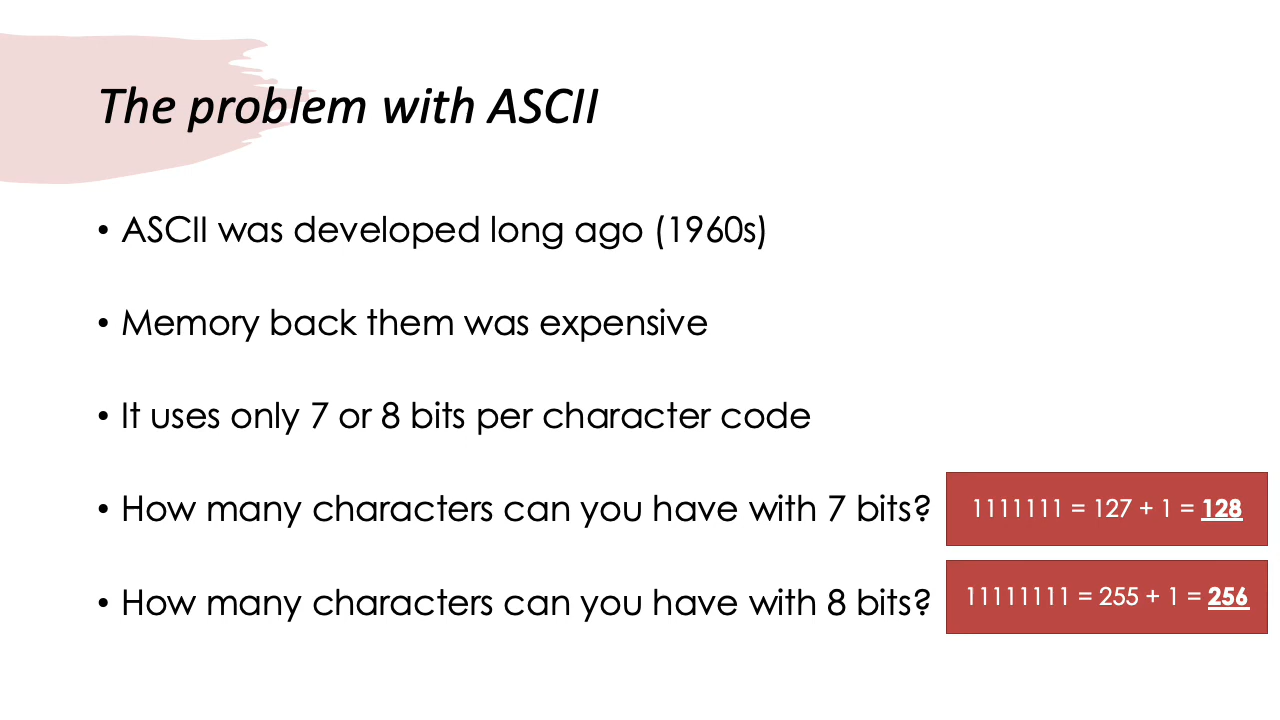 The problem with ASCII
• ASCII was developed long ago (1960s)
• Memory back them was expensive
• It uses only 7 or 8 bits per character code
• How many characters can you have with 7 bits?
1111111 = 127 + 1 = 128
• How many characters can you have with 8 bits?
11111111 = 255 + 1 = 256